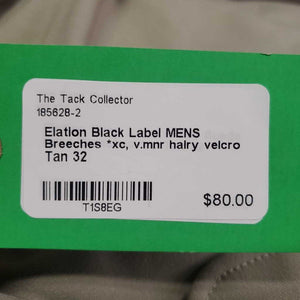 The Tack Collector
185628-2
Elation Black Label MENS
Breeches *xc, v.mnr hairy velcro
Tan 32
$80.00
T1S8EG